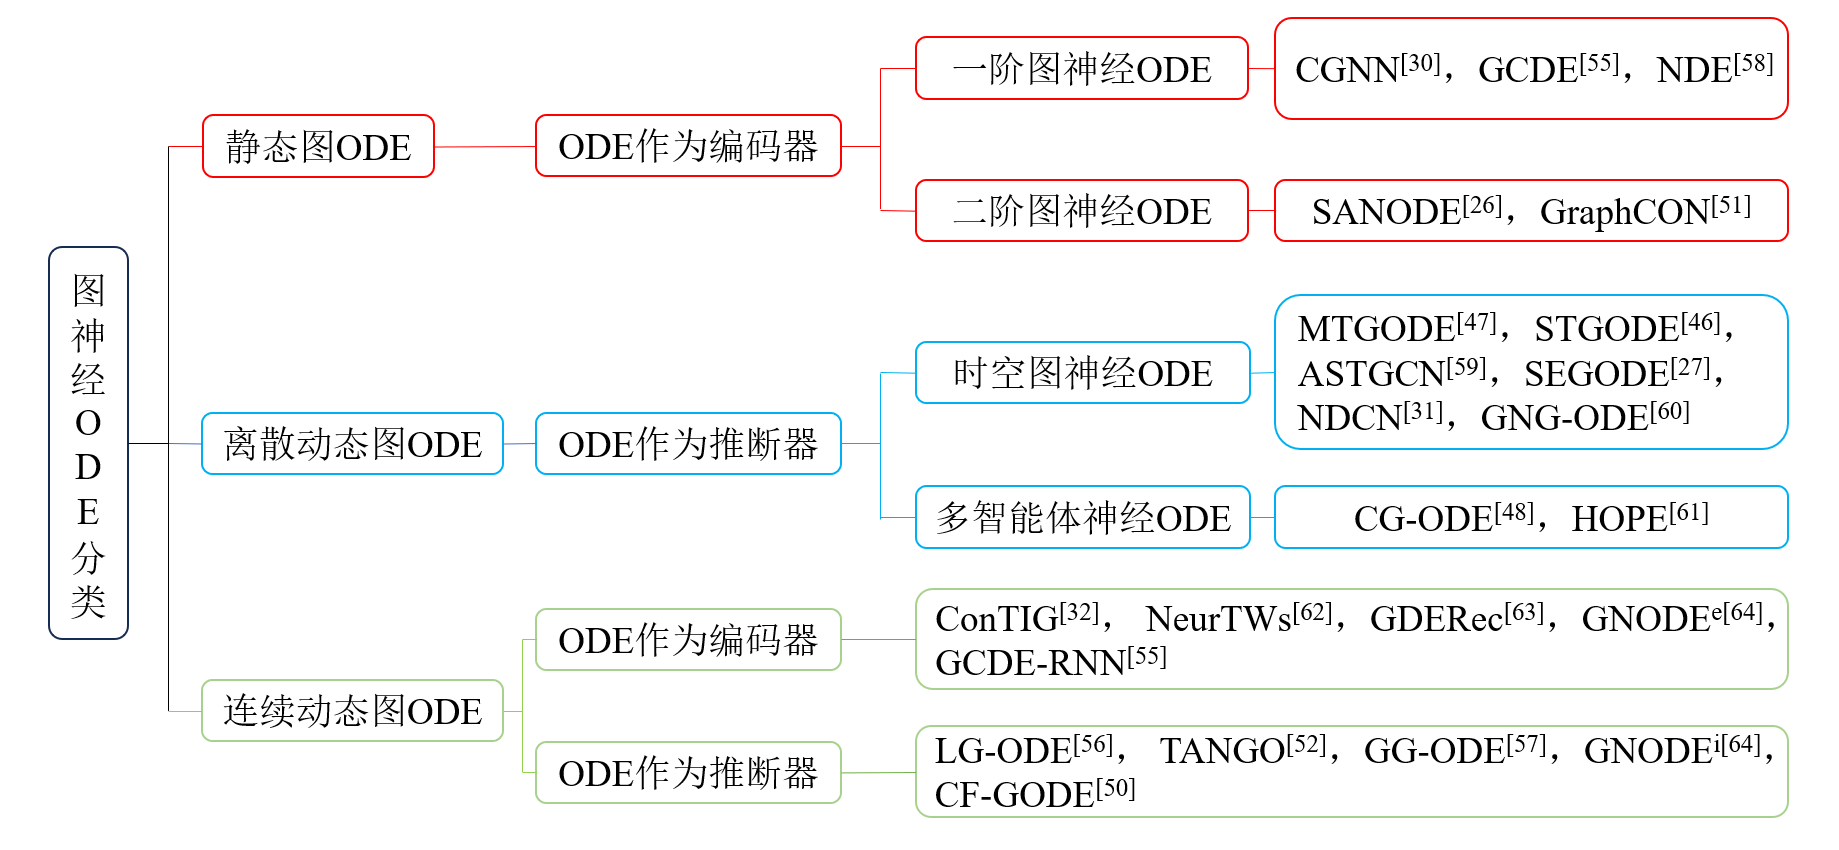 图神经ODE分类
静态图ODE
ODE作为编码器
一阶图神经ODE
CGNN[30]，GCDE[55]，NDE[58]
二阶图神经ODE
SANODE[26]，GraphCON[51]
离散动态图ODE
ODE作为推断器
时空图神经ODE
MTGODE[47]，STGODE[46]，
ASTGCN[59]，SEGODE[27]，
NDCN[31]，GNG-ODE[60]
多智能体神经ODE
CG-ODE[48]，HOPE[61]
连续动态图ODE
ODE作为编码器
ConTIG[32]， NeurTWs[62]，GDERec[63]，GNODEe[64]，
GCDE-RNN[55]
ODE作为推断器
LG-ODE[56]， TANGO[52]，GG-ODE[57]，GNODEi[64]，
CF-GODE[50]